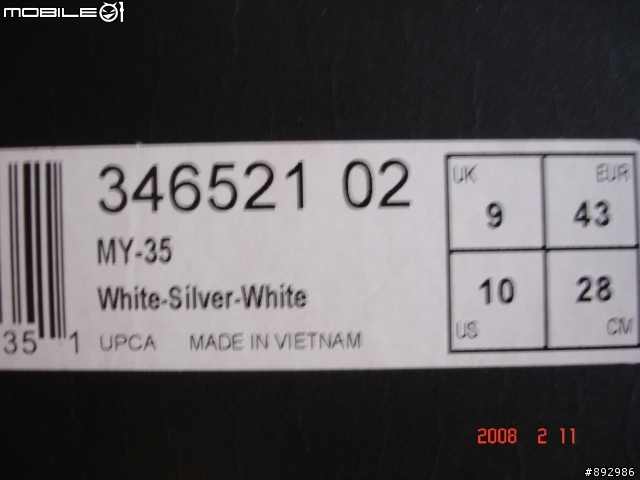 MOBILE01
346521 02
MY-35
White-Silver-White
35 1 UPCA MADE IN VIETNAM
UK 9
EUR 43
10 US
28 CM
2008 2 11
#892986